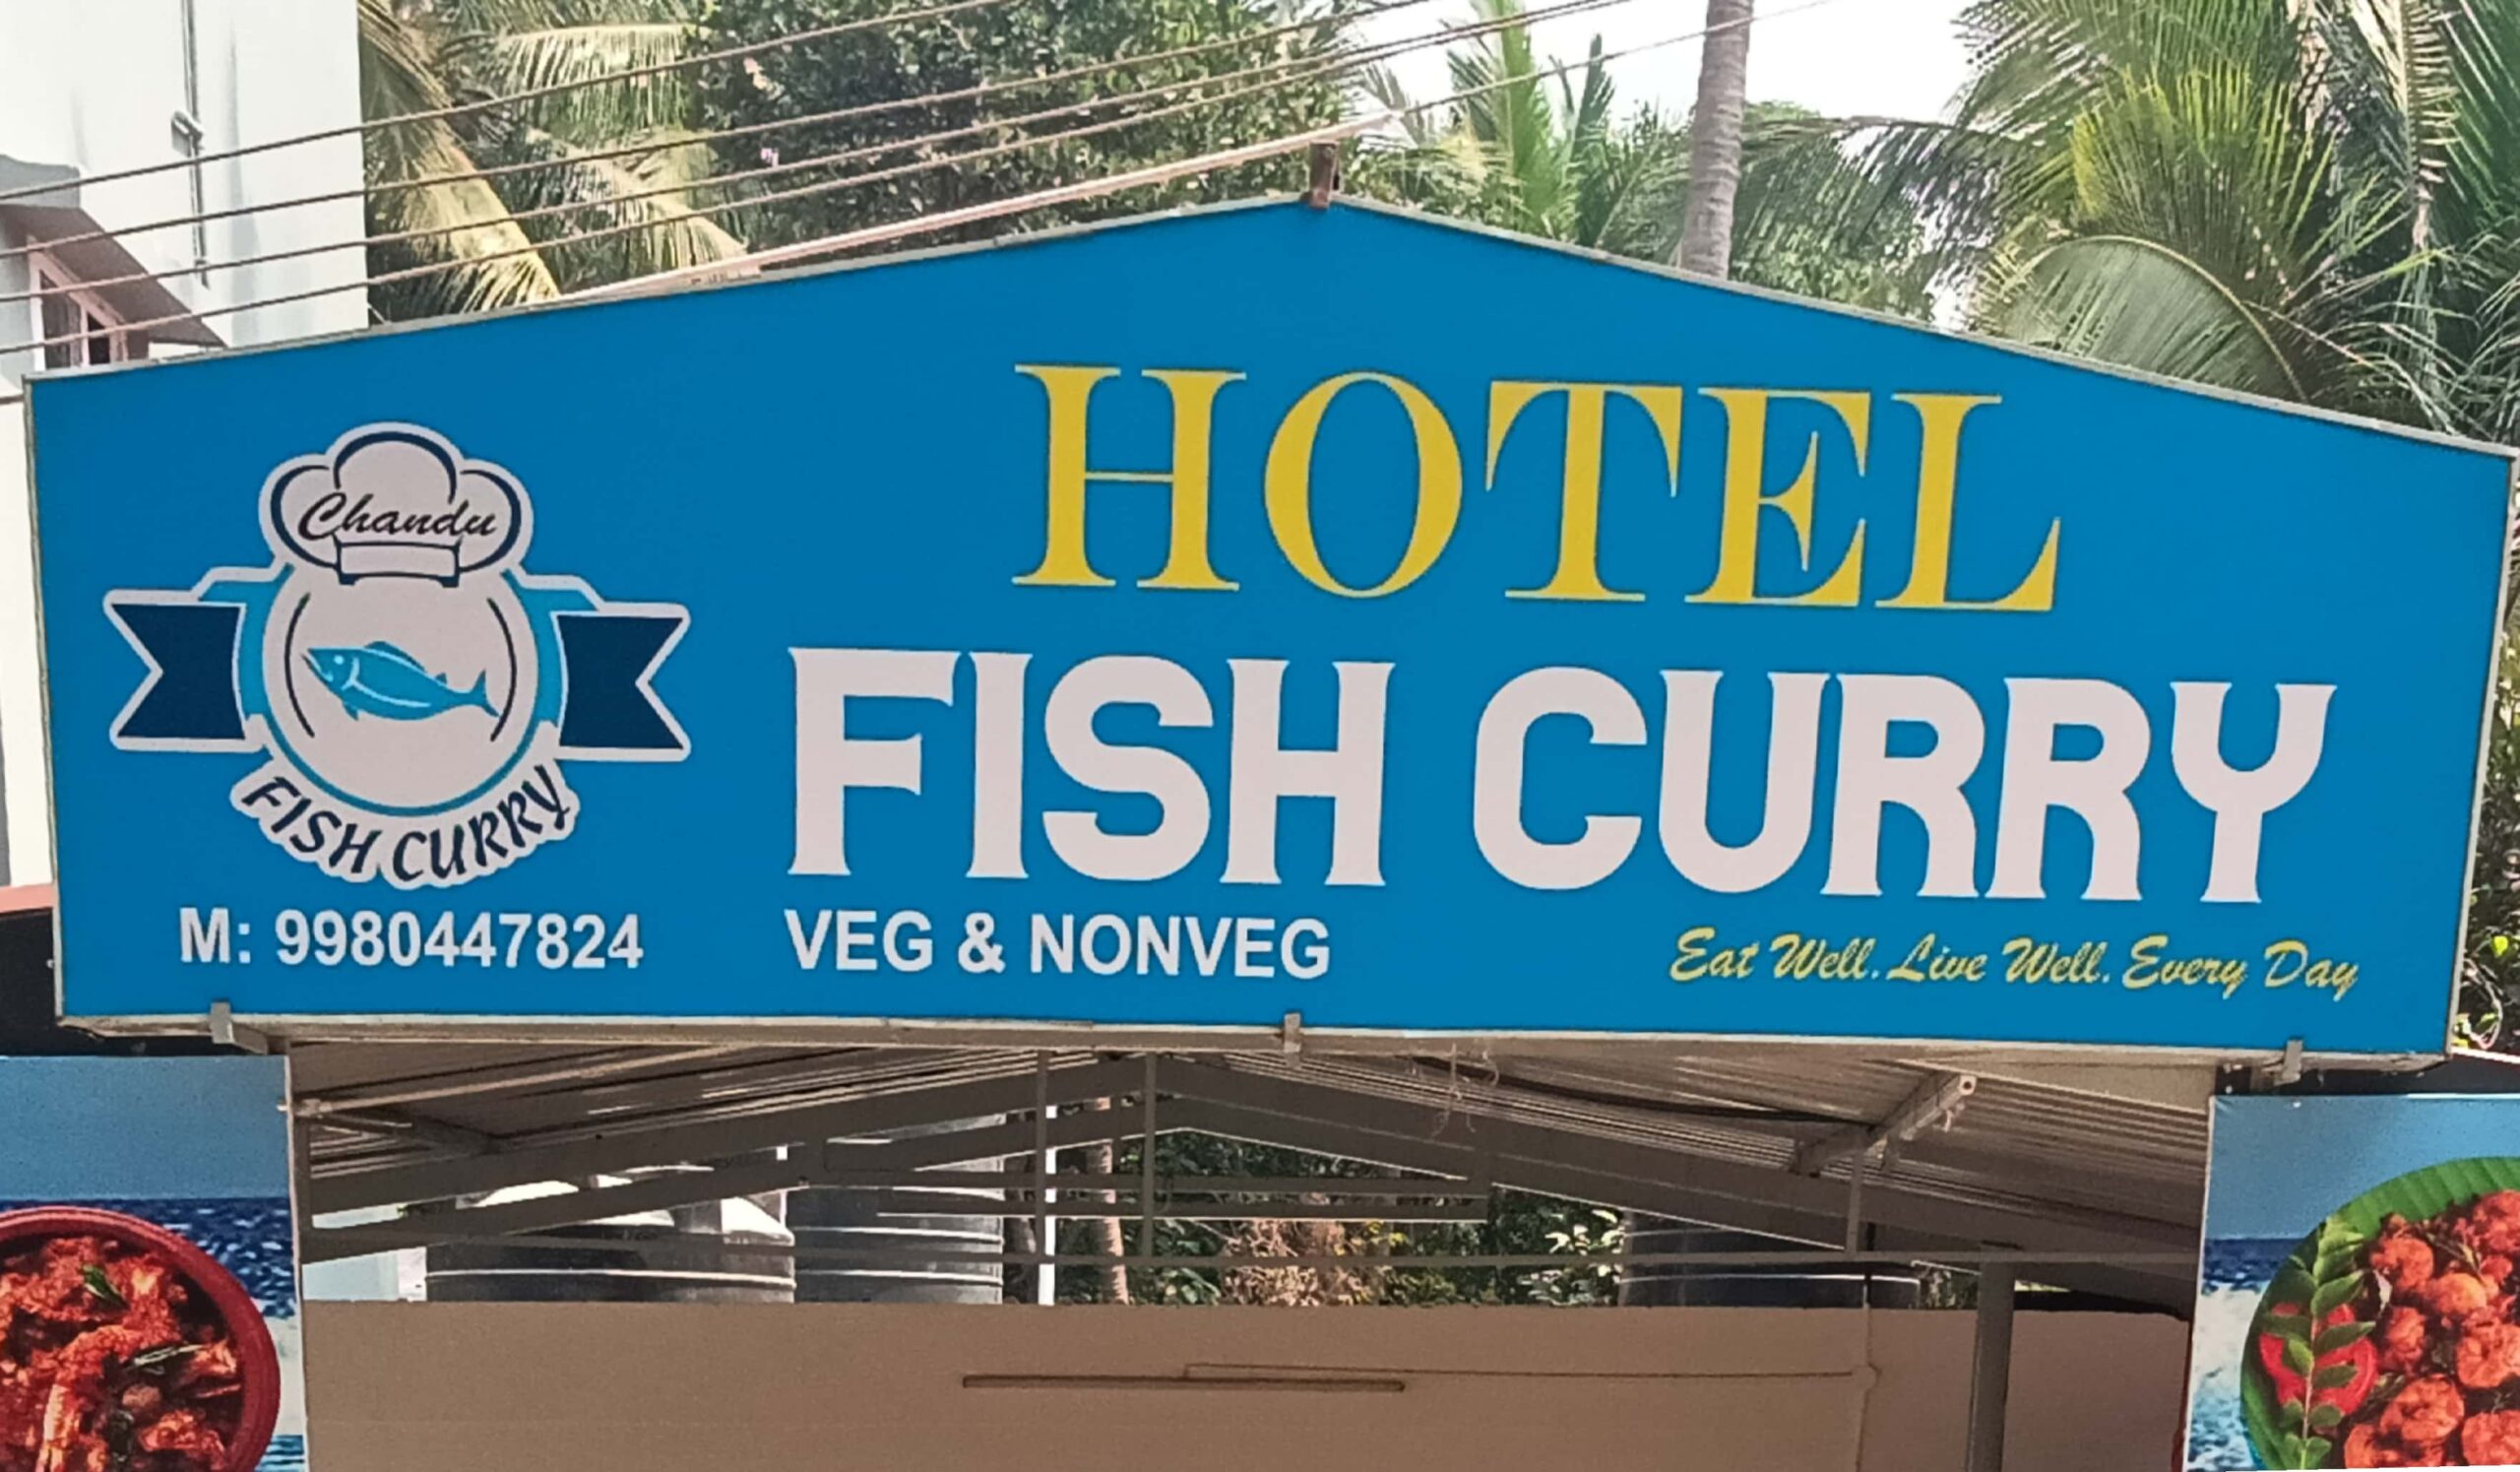 HOTEL
Chandu
FISH CURRY
FISH CURRY
M: 9980447824
VEG & NONVEG
Eat Well. Live Well. Every Day